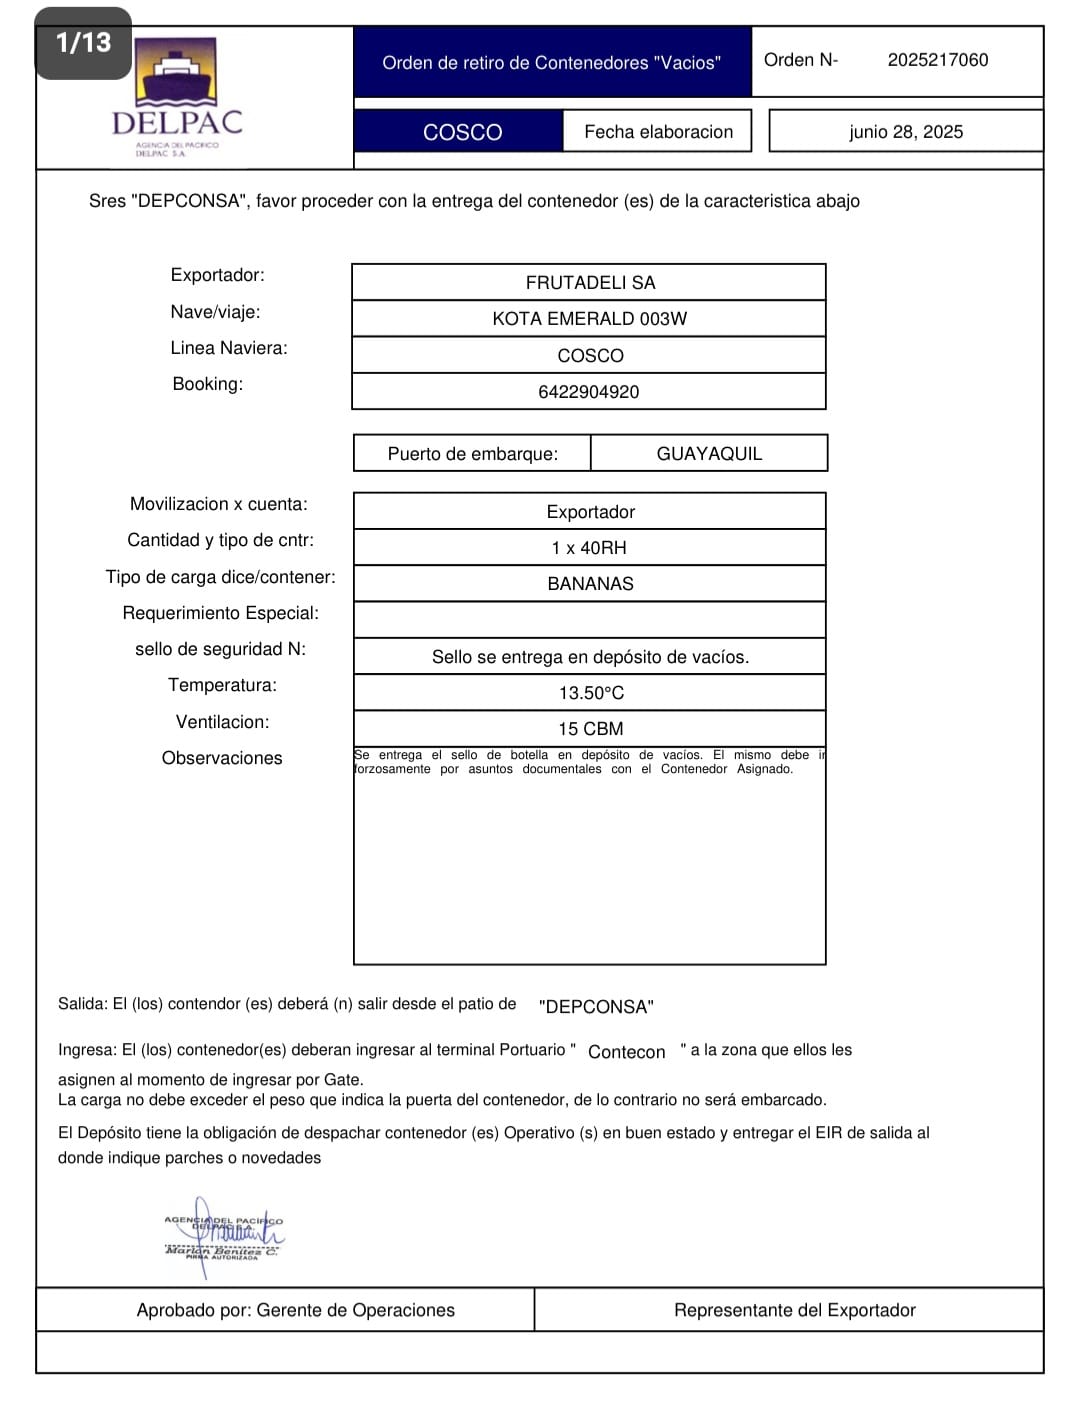 1/13
DELPAC
AGENCIA DEL PACIFICO
DELPAC S.A
Orden de retiro de Contenedores "Vacios"
Orden N- 2025217060
COSCO
Fecha elaboracion
junio 28, 2025
Sres "DEPCONSA", favor proceder con la entrega del contenedor (es) de la caracteristica abajo
Exportador: FRUTADELI SA
Nave/viaje: KOTA EMERALD 003W
Linea Naviera: COSCO
Booking: 6422904920
Puerto de embarque: GUAYAQUIL
Movilizacion x cuenta: Exportador
Cantidad y tipo de cntr: 1 x 40RH
Tipo de carga dice/contener: BANANAS
Requerimiento Especial:
sello de seguridad N: Sello se entrega en depósito de vacíos.
Temperatura: 13.50°C
Ventilacion: 15 CBM
Observaciones Se entrega el sello de botella en depósito de vacíos. El mismo debe ir
forzosamente por asuntos documentales con el Contenedor Asignado.
Salida: El (los) contendor (es) deberá (n) salir desde el patio de "DEPCONSA"
Ingresa: El (los) contenedor(es) deberan ingresar al terminal Portuario " Contecon " a la zona que ellos les
asignen al momento de ingresar por Gate.
La carga no debe exceder el peso que indica la puerta del contenedor, de lo contrario no será embarcado.
El Depósito tiene la obligación de despachar contenedor (es) Operativo (s) en buen estado y entregar el EIR de salida al
donde indique parches o novedades
AGENCIA DEL PACIFICO
DELPAC S.A.
Marlon Benitez C.
FIRMA AUTORIZADA
Aprobado por: Gerente de Operaciones
Representante del Exportador